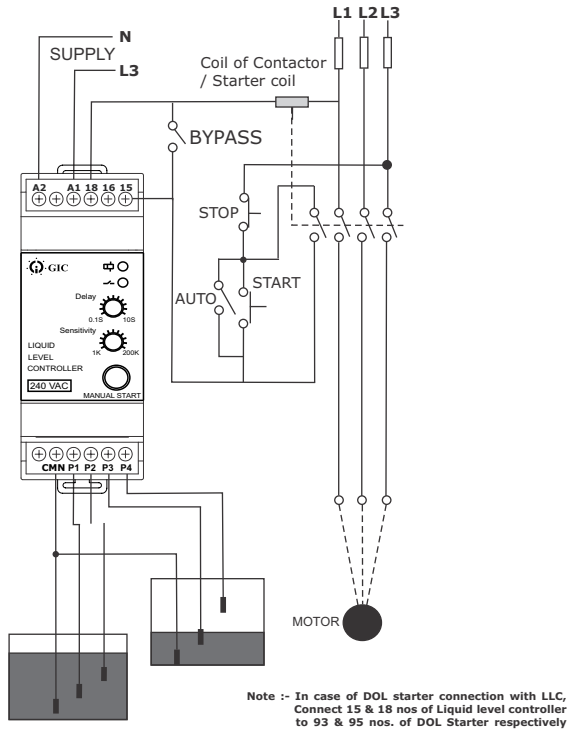 L1 L2 L3
N
SUPPLY
L3
Coil of Contactor
/ Starter coil
BYPASS
A2 A1 18 16 15
STOP
GIC
Delay
0.1S 10S
START
AUTO
Sensitivity
1K 200K
LIQUID
LEVEL
CONTROLLER
240 VAC
MANUAL START
CMN P1 P2 P3 P4
MOTOR
Note :- In case of DOL starter connection with LLC,
Connect 15 & 18 nos of Liquid level controller
to 93 & 95 nos. of DOL Starter respectively